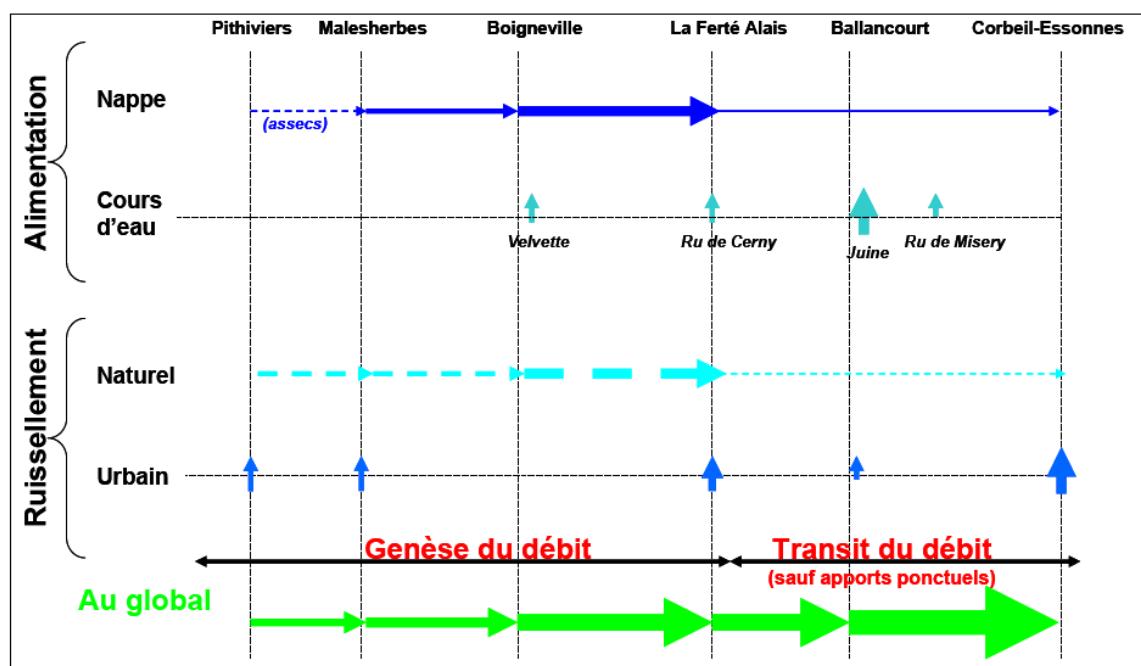 Pithiviers Malesherbes Boigneville La Ferté Alais Ballancourt Corbeil-Essonnes
Alimentation
Nappe
(assecs)
Cours
d'eau
Velvette Ru de Cerny Juine Ru de Misery
Ruissellement
Naturel
Urbain
Genèse du débit Transit du débit
(sauf apports ponctuels)
Au global